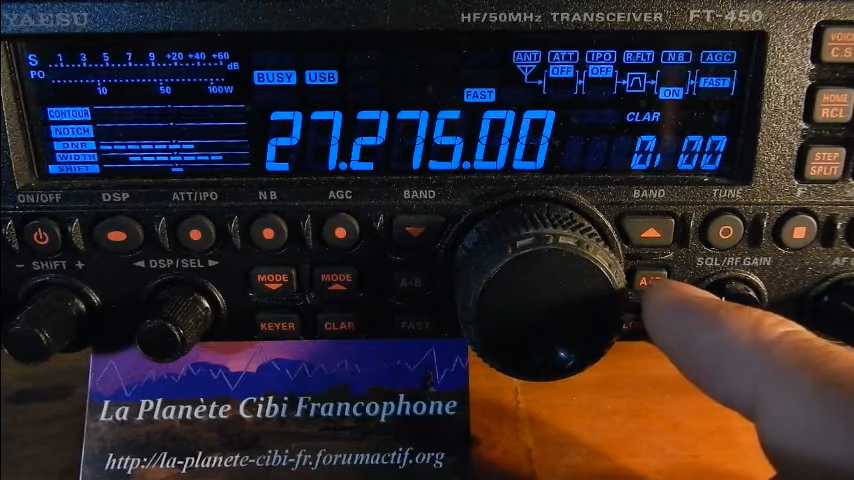 YAESU HF/50MHz TRANSCEIVER FT-450
S 1 3 5 7 9 +20 +40 +60 dB
PO 10 50 100W
BUSY USB
ANT ATT IPO R.FLT NB AGC
OFF OFF ON FAST
FAST
CONTOUR
NOTCH
DNR
WIDTH
SHIFT
27.275.00
CLAR
0.00
VOICE
C.S
HOME
RCL
STEP
SPLIT
ON/OFF DSP ATT/IPO NB AGC BAND BAND TUNE
- SHIFT + ◄ DSP/SEL ► MODE MODE A=B SQL/RF GAIN AF
KEYER CLAR FAST
La Planète Cibi Francophone
http://la-planete-cibi-fr.forumactif.org